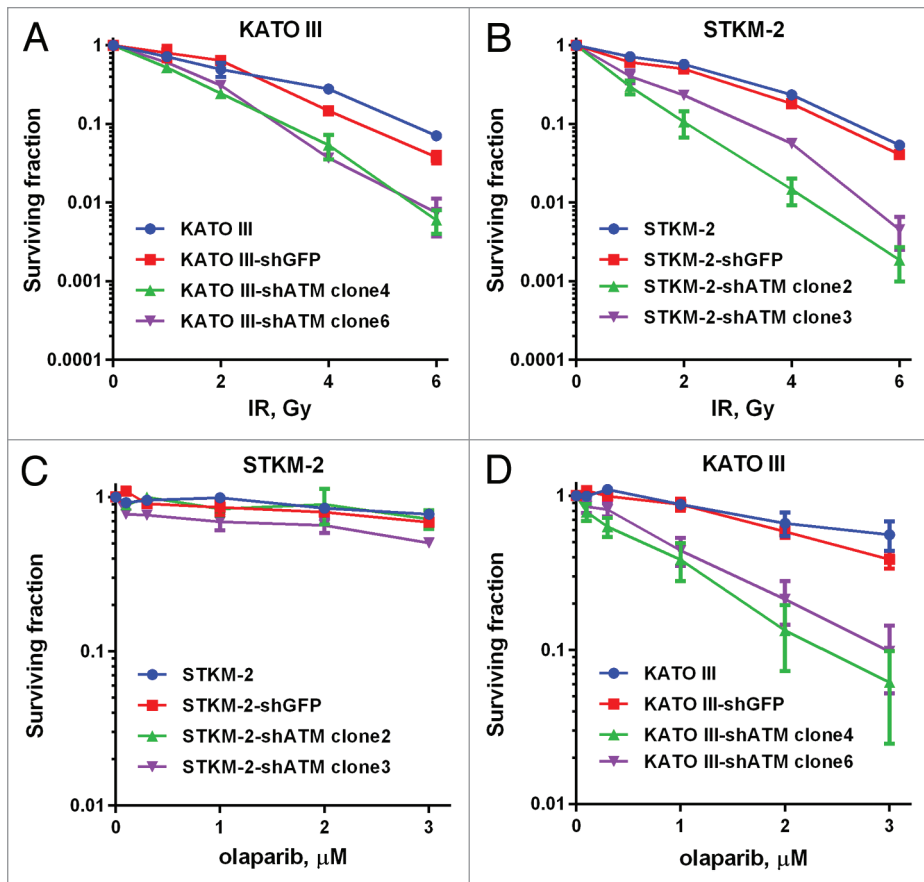 A
KATO III
Surviving fraction
1
0.1
0.01
0.001
0.0001
KATO III
KATO III-shGFP
KATO III-shATM clone4
KATO III-shATM clone6
0 2 4 6
IR, Gy
B
STKM-2
Surviving fraction
1
0.1
0.01
0.001
0.0001
STKM-2
STKM-2-shGFP
STKM-2-shATM clone2
STKM-2-shATM clone3
0 2 4 6
IR, Gy
C
STKM-2
Surviving fraction
1
0.1
0.01
STKM-2
STKM-2-shGFP
STKM-2-shATM clone2
STKM-2-shATM clone3
0 1 2 3
olaparib, μM
D
KATO III
Surviving fraction
1
0.1
0.01
KATO III
KATO III-shGFP
KATO III-shATM clone4
KATO III-shATM clone6
0 1 2 3
olaparib, μM